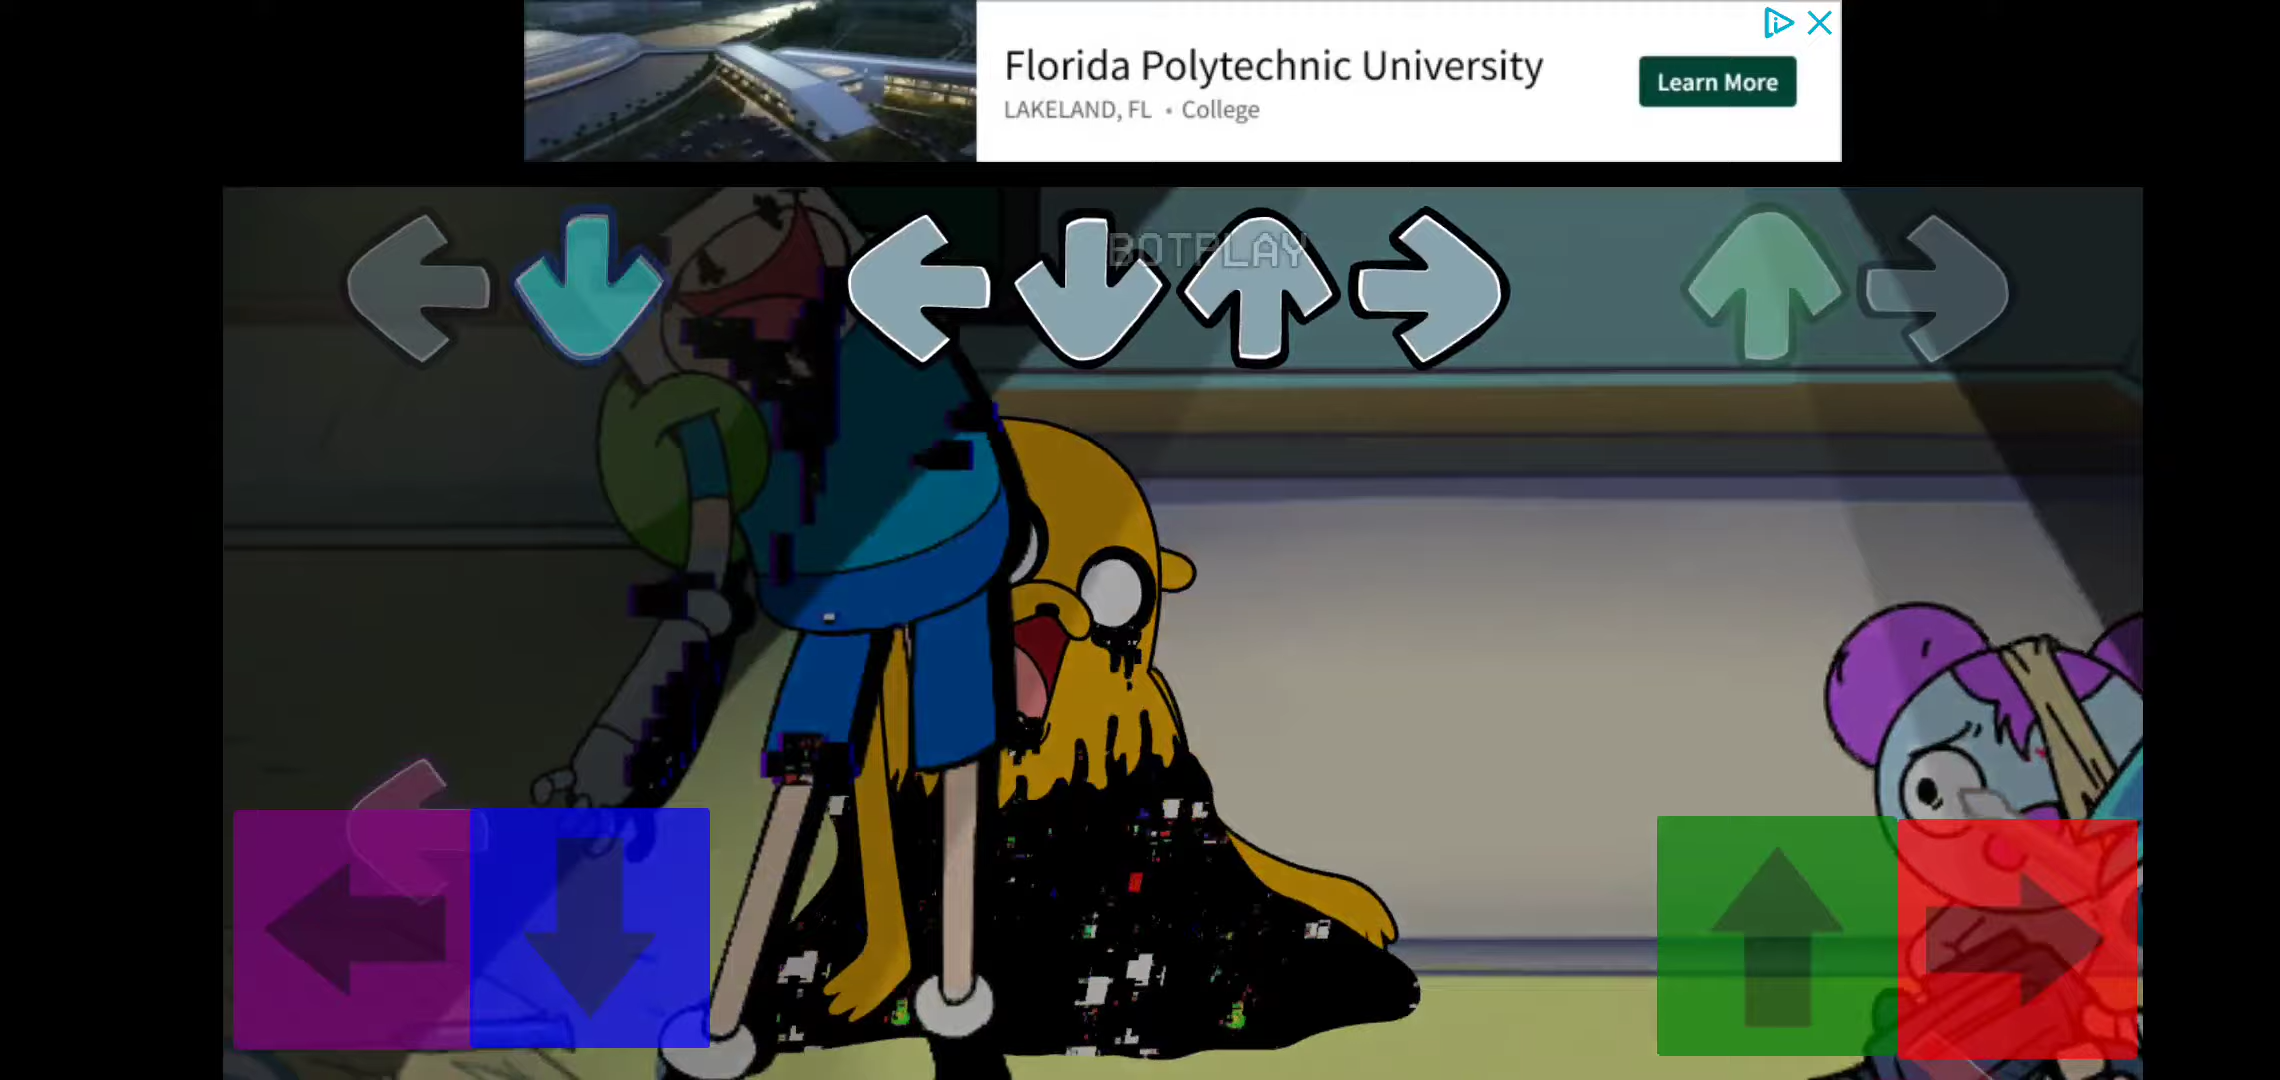 Florida Polytechnic University
LAKELAND, FL • College
Learn More
BOTPLAY